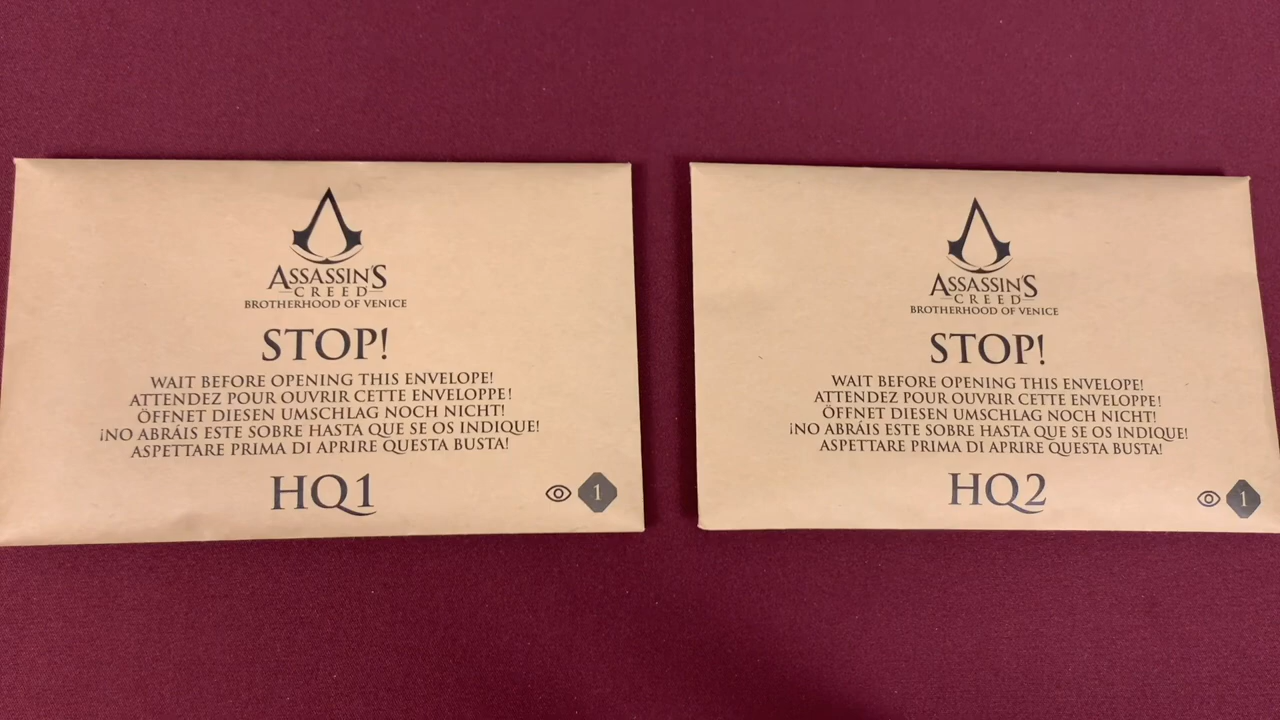 ASSASSIN'S
CREED
BROTHERHOOD OF VENICE
STOP!
WAIT BEFORE OPENING THIS ENVELOPE!
ATTENDEZ POUR OUVRIR CETTE ENVELOPPE!
ÖFFNET DIESEN UMSCHLAG NOCH NICHT!
¡NO ABRÁIS ESTE SOBRE HASTA QUE SE OS INDIQUE!
ASPETTARE PRIMA DI APRIRE QUESTA BUSTA!
HQ1
1
ASSASSIN'S
CREED
BROTHERHOOD OF VENICE
STOP!
WAIT BEFORE OPENING THIS ENVELOPE!
ATTENDEZ POUR OUVRIR CETTE ENVELOPPE!
ÖFFNET DIESEN UMSCHLAG NOCH NICHT!
¡NO ABRÁIS ESTE SOBRE HASTA QUE SE OS INDIQUE!
ASPETTARE PRIMA DI APRIRE QUESTA BUSTA!
HQ2
1